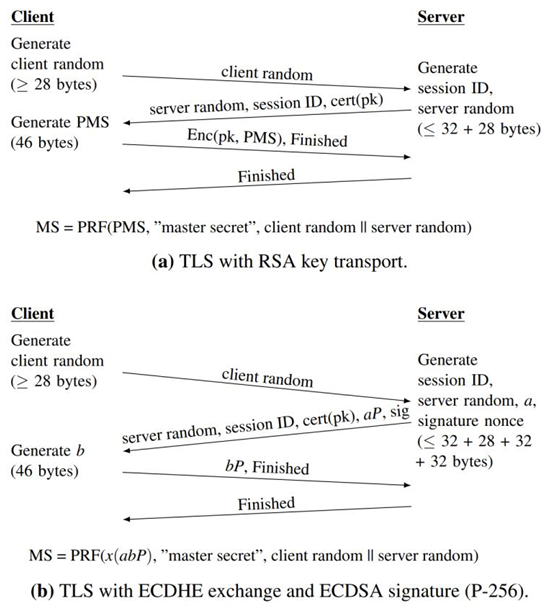 Client Server
Generate
client random
(≥ 28 bytes)
client random
Generate
session ID,
server random
(≤ 32 + 28 bytes)
server random, session ID, cert(pk)
Generate PMS
(46 bytes)
Enc(pk, PMS), Finished
Finished
MS = PRF(PMS, ”master secret”, client random || server random)
(a) TLS with RSA key transport.
Client Server
Generate
client random
(≥ 28 bytes)
client random
Generate
session ID,
server random, a,
signature nonce
(≤ 32 + 28 + 32
+ 32 bytes)
server random, session ID, cert(pk), aP, sig
Generate b
(46 bytes)
bP, Finished
Finished
MS = PRF(x(abP), ”master secret”, client random || server random)
(b) TLS with ECDHE exchange and ECDSA signature (P-256).